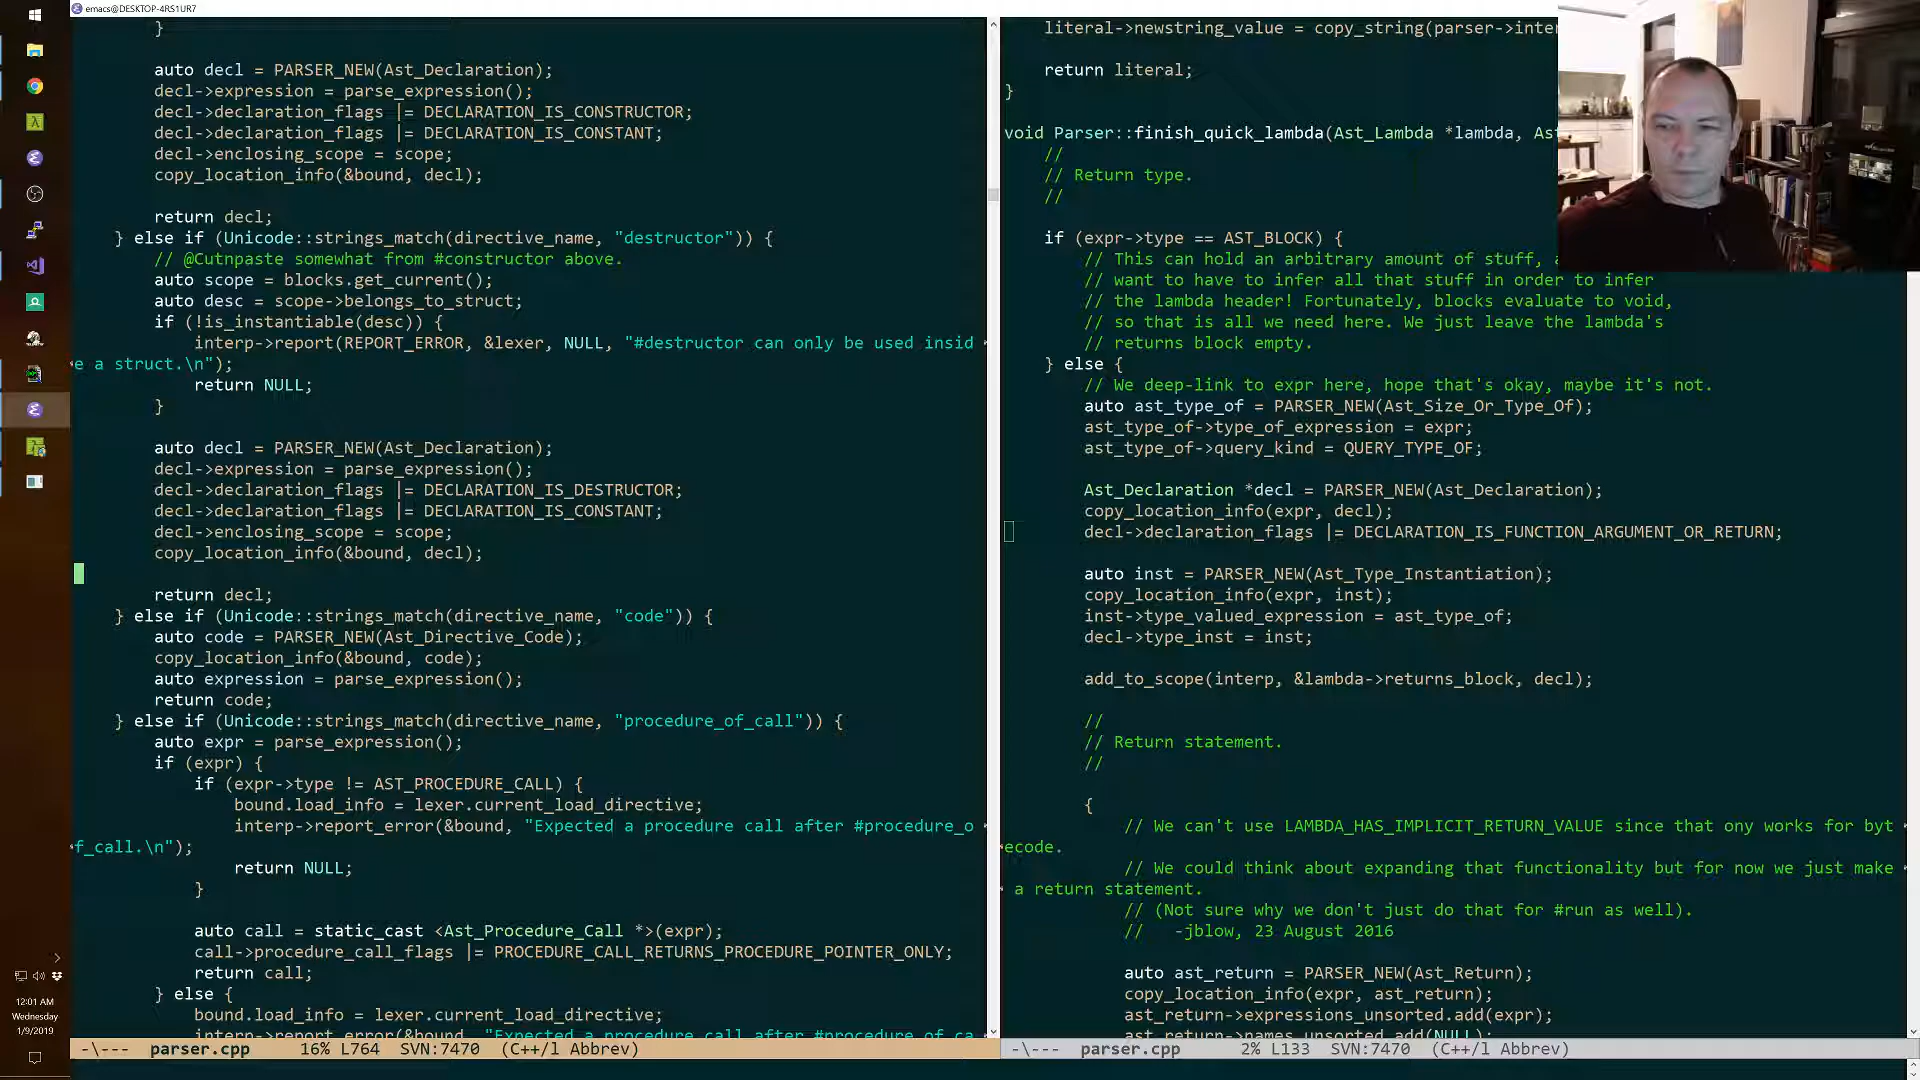 emacs@DESKTOP-4RS1UR7
}
auto decl = PARSER_NEW(Ast_Declaration);
decl->expression = parse_expression();
decl->declaration_flags |= DECLARATION_IS_CONSTRUCTOR;
decl->declaration_flags |= DECLARATION_IS_CONSTANT;
decl->enclosing_scope = scope;
copy_location_info(&bound, decl);
return decl;
} else if (Unicode::strings_match(directive_name, "destructor")) {
// @Cutnpaste somewhat from #constructor above.
auto scope = blocks.get_current();
auto desc = scope->belongs_to_struct;
if (!is_instantiable(desc)) {
interp->report(REPORT_ERROR, &lexer, NULL, "#destructor can only be used insid
e a struct.\n");
return NULL;
}
auto decl = PARSER_NEW(Ast_Declaration);
decl->expression = parse_expression();
decl->declaration_flags |= DECLARATION_IS_DESTRUCTOR;
decl->declaration_flags |= DECLARATION_IS_CONSTANT;
decl->enclosing_scope = scope;
copy_location_info(&bound, decl);
return decl;
} else if (Unicode::strings_match(directive_name, "code")) {
auto code = PARSER_NEW(Ast_Directive_Code);
copy_location_info(&bound, code);
auto expression = parse_expression();
return code;
} else if (Unicode::strings_match(directive_name, "procedure_of_call")) {
auto expr = parse_expression();
if (expr) {
if (expr->type != AST_PROCEDURE_CALL) {
bound.load_info = lexer.current_load_directive;
interp->report_error(&bound, "Expected a procedure call after #procedure_o
f_call.\n");
return NULL;
}
auto call = static_cast <Ast_Procedure_Call *>(expr);
call->procedure_call_flags |= PROCEDURE_CALL_RETURNS_PROCEDURE_POINTER_ONLY;
return call;
} else {
bound.load_info = lexer.current_load_directive;
interp->report_error(&bound, "Expected a procedure call after #procedure_of_ca
-\--- parser.cpp 16% L764 SVN:7470 (C++/l Abbrev)
literal->newstring_value = copy_string(parser->inter
return literal;
}
void Parser::finish_quick_lambda(Ast_Lambda *lambda, Ast
//
// Return type.
//
if (expr->type == AST_BLOCK) {
// This can hold an arbitrary amount of stuff, a
// want to have to infer all that stuff in order to infer
// the lambda header! Fortunately, blocks evaluate to void,
// so that is all we need here. We just leave the lambda's
// returns block empty.
} else {
// We deep-link to expr here, hope that's okay, maybe it's not.
auto ast_type_of = PARSER_NEW(Ast_Size_Or_Type_Of);
ast_type_of->type_of_expression = expr;
ast_type_of->query_kind = QUERY_TYPE_OF;
Ast_Declaration *decl = PARSER_NEW(Ast_Declaration);
copy_location_info(expr, decl);
decl->declaration_flags |= DECLARATION_IS_FUNCTION_ARGUMENT_OR_RETURN;
auto inst = PARSER_NEW(Ast_Type_Instantiation);
copy_location_info(expr, inst);
inst->type_valued_expression = ast_type_of;
decl->type_inst = inst;
add_to_scope(interp, &lambda->returns_block, decl);
//
// Return statement.
//
{
// We can't use LAMBDA_HAS_IMPLICIT_RETURN_VALUE since that ony works for byt
ecode.
// We could think about expanding that functionality but for now we just make
a return statement.
// (Not sure why we don't just do that for #run as well).
// -jblow, 23 August 2016
auto ast_return = PARSER_NEW(Ast_Return);
copy_location_info(expr, ast_return);
ast_return->expressions_unsorted.add(expr);
ast_return->names_unsorted.add(NULL);
-\--- parser.cpp 2% L133 SVN:7470 (C++/l Abbrev)
12:01 AM
Wednesday
1/9/2019